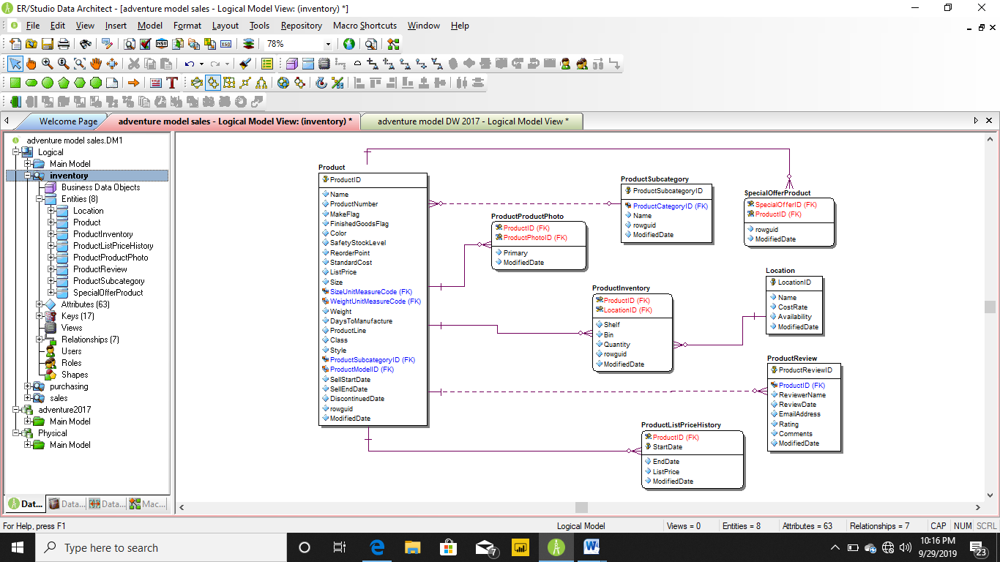 ER/Studio Data Architect - [adventure model sales - Logical Model View: (inventory) *]
File Edit View Insert Model Format Layout Tools Repository Macro Shortcuts Window Help
78%
Welcome Page
adventure model sales - Logical Model View: (inventory) *
adventure model DW 2017 - Logical Model View *
adventure model sales.DM1
Logical
Main Model
inventory
Business Data Objects
Entities (8)
Location
Product
ProductInventory
ProductListPriceHistory
ProductProductPhoto
ProductReview
ProductSubcategory
SpecialOfferProduct
Attributes (63)
Keys (17)
Views
Relationships (7)
Users
Roles
Shapes
purchasing
sales
adventure2017
Main Model
Physical
Main Model
Dat...
Data...
Data...
Mac...
Product
ProductID
Name
ProductNumber
MakeFlag
FinishedGoodsFlag
Color
SafetyStockLevel
ReorderPoint
StandardCost
ListPrice
Size
SizeUnitMeasureCode (FK)
WeightUnitMeasureCode (FK)
Weight
DaysToManufacture
ProductLine
Class
Style
ProductSubcategoryID (FK)
ProductModelID (FK)
SellStartDate
SellEndDate
DiscontinuedDate
rowguid
ModifiedDate
ProductProductPhoto
ProductID (FK)
ProductPhotoID (FK)
Primary
ModifiedDate
ProductSubcategory
ProductSubcategoryID
ProductCategoryID (FK)
Name
rowguid
ModifiedDate
SpecialOfferProduct
SpecialOfferID (FK)
ProductID (FK)
rowguid
ModifiedDate
ProductInventory
ProductID (FK)
LocationID (FK)
Shelf
Bin
Quantity
rowguid
ModifiedDate
Location
LocationID
Name
CostRate
Availability
ModifiedDate
ProductReview
ProductReviewID
ProductID (FK)
ReviewerName
ReviewDate
EmailAddress
Rating
Comments
ModifiedDate
ProductListPriceHistory
ProductID (FK)
StartDate
EndDate
ListPrice
ModifiedDate
For Help, press F1
Logical Model
Views = 0
Entities = 8
Attributes = 63
Relationships = 7
CAP NUM SCRL
Type here to search
7
10:16 PM
9/29/2019
23